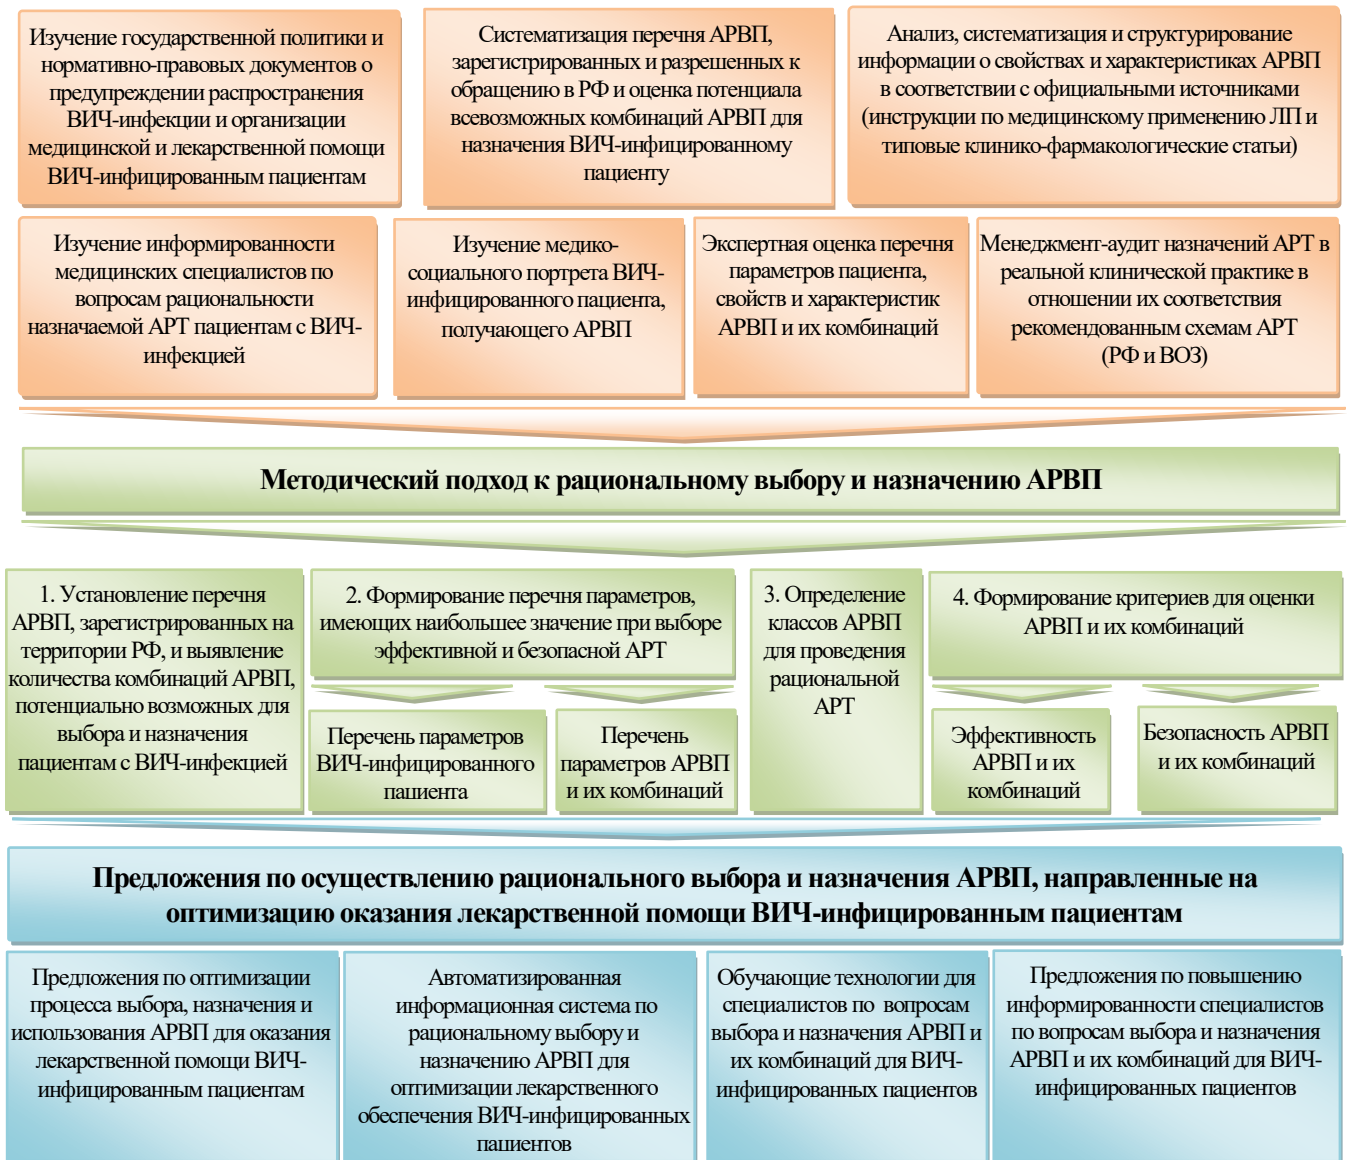 Изучение государственной политики и
нормативно-правовых документов о
предупреждении распространения
ВИЧ-инфекции и организации
медицинской и лекарственной помощи
ВИЧ-инфицированным пациентам
Систематизация перечня АРВП,
зарегистрированных и разрешенных к
обращению в РФ и оценка потенциала
всевозможных комбинаций АРВП для
назначения ВИЧ-инфицированному
пациенту
Анализ, систематизация и структурирование
информации о свойствах и характеристиках АРВП
в соответствии с официальными источниками
(инструкции по медицинскому применению ЛП и
типовые клинико-фармакологические статьи)
Изучение информированности
медицинских специалистов по
вопросам рациональности
назначаемой АРТ пациентам с ВИЧ-
инфекцией
Изучение медико-
социального портрета ВИЧ-
инфицированного пациента,
получающего АРВП
Экспертная оценка перечня
параметров пациента,
свойств и характеристик
АРВП и их комбинаций
Менеджмент-аудит назначений АРТ в
реальной клинической практике в
отношении их соответствия
рекомендованным схемам АРТ
(РФ и ВОЗ)
Методический подход к рациональному выбору и назначению АРВП
1. Установление перечня
АРВП, зарегистрированных на
территории РФ, и выявление
количества комбинаций АРВП,
потенциально возможных для
выбора и назначения
пациентам с ВИЧ-инфекцией
2. Формирование перечня параметров,
имеющих наибольшее значение при выборе
эффективной и безопасной АРТ
Перечень параметров
ВИЧ-инфицированного
пациента
Перечень
параметров АРВП
и их комбинаций
3. Определение
классов АРВП
для проведения
рациональной
АРТ
4. Формирование критериев для оценки
АРВП и их комбинаций
Эффективность
АРВП и их
комбинаций
Безопасность АРВП
и их комбинаций
Предложения по осуществлению рационального выбора и назначения АРВП, направленные на
оптимизацию оказания лекарственной помощи ВИЧ-инфицированным пациентам
Предложения по оптимизации
процесса выбора, назначения и
использования АРВП для оказания
лекарственной помощи ВИЧ-
инфицированным пациентам
Автоматизированная
информационная система по
рациональному выбору и
назначению АРВП для
оптимизации лекарственного
обеспечения ВИЧ-инфицированных
пациентов
Обучающие технологии для
специалистов по вопросам
выбора и назначения АРВП и
их комбинаций для ВИЧ-
инфицированных пациентов
Предложения по повышению
информированности специалистов
по вопросам выбора и назначения
АРВП и их комбинаций для ВИЧ-
инфицированных пациентов